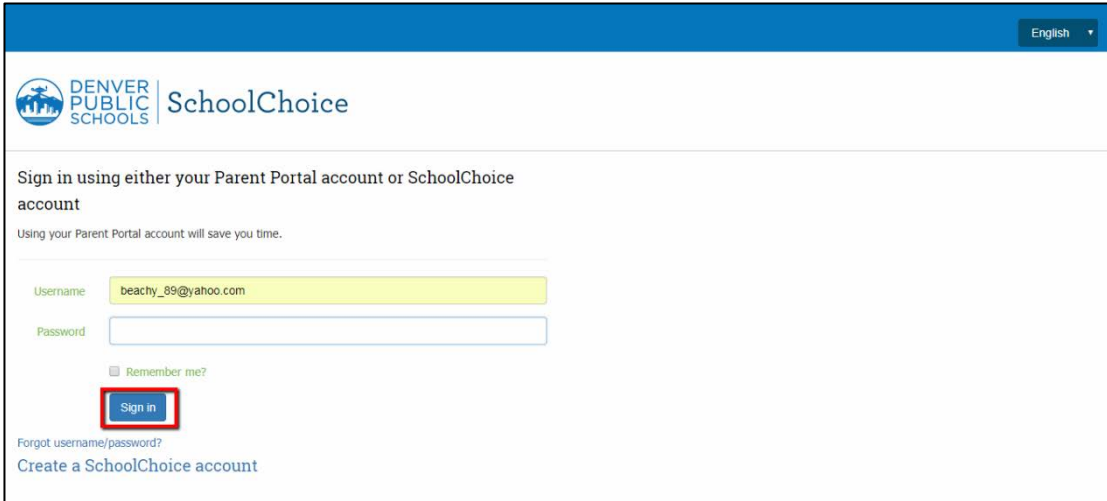 English
DENVER
PUBLIC
SCHOOLS
SchoolChoice
Sign in using either your Parent Portal account or SchoolChoice
account
Using your Parent Portal account will save you time.
Username
beachy_89@yahoo.com
Password
Remember me?
Sign in
Forgot username/password?
Create a SchoolChoice account